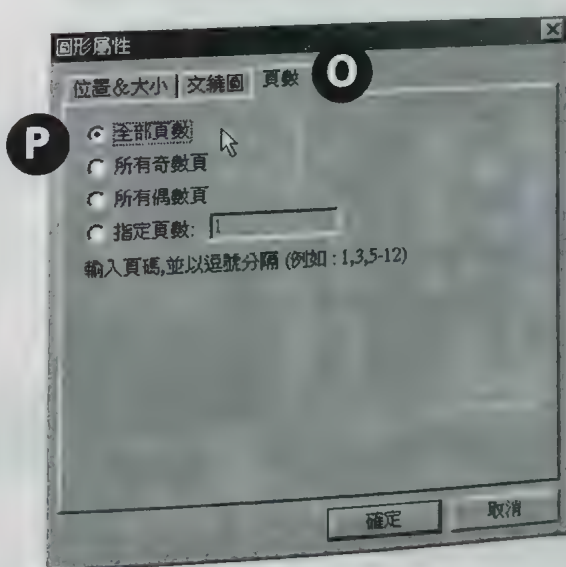 圖形屬性
位置&大小 文繞圖 頁數 O
P 全部頁數
所有奇數頁
所有偶數頁
指定頁數: 1
輸入頁碼,並以逗號分隔 (例如 : 1,3,5-12)
確定 取消